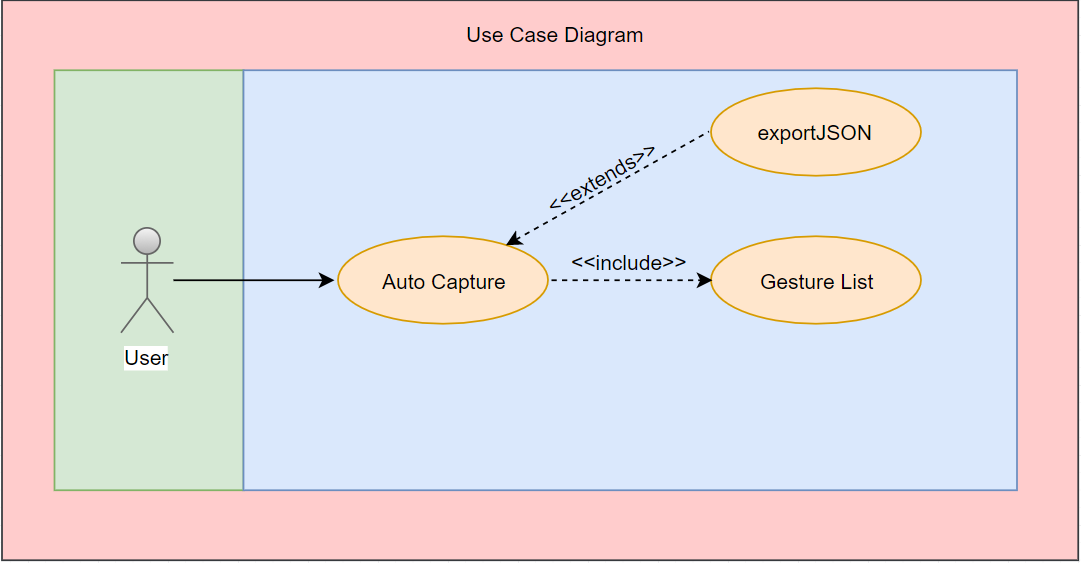 Use Case Diagram
exportJSON
<<extends>>
<<include>>
Auto Capture
Gesture List
User